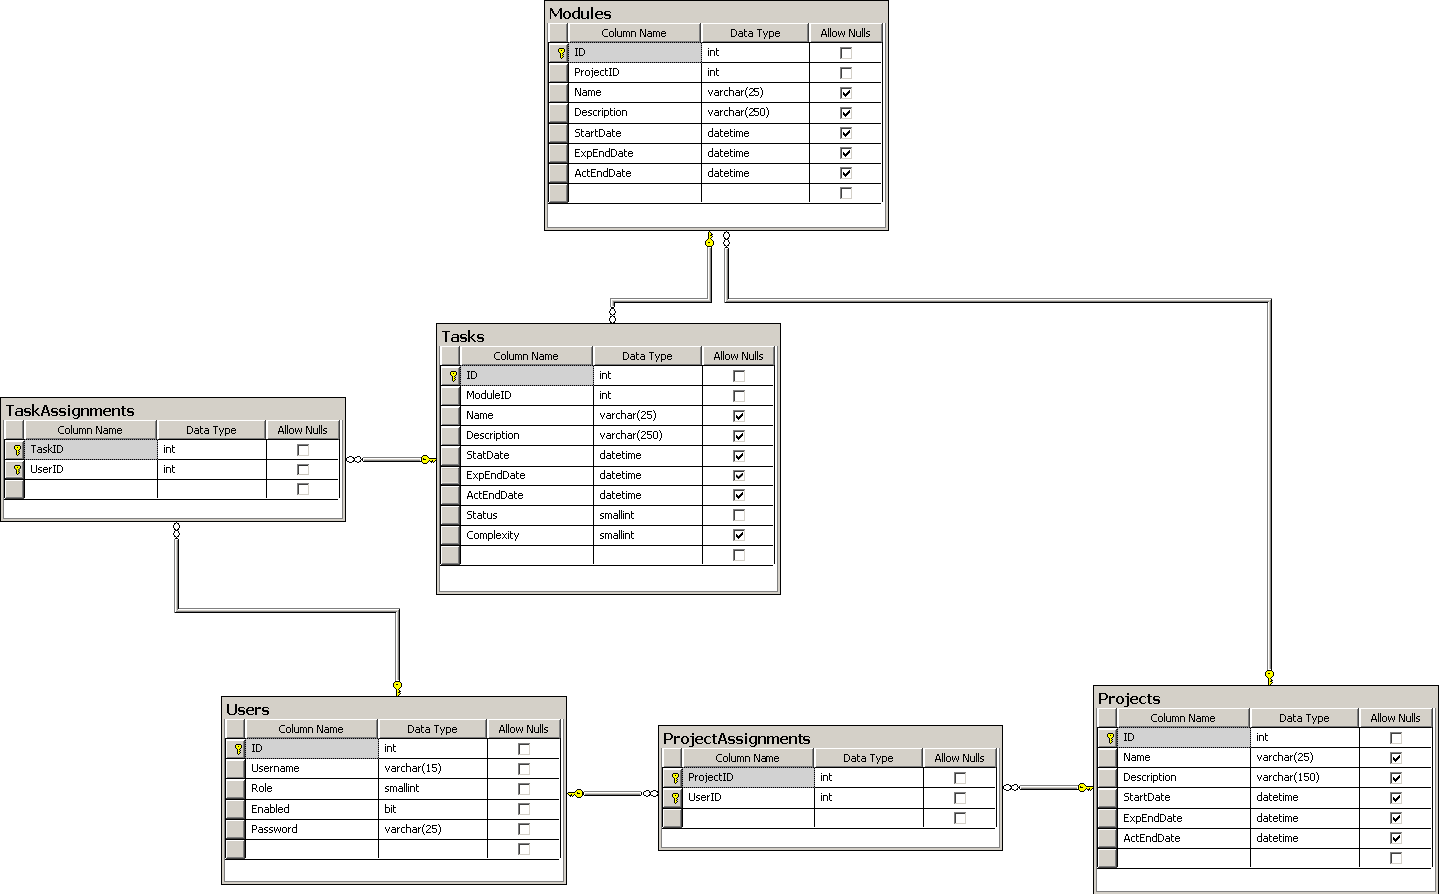 Modules
Column Name Data Type Allow Nulls
ID int
ProjectID int
Name varchar(25)
Description varchar(250)
StartDate datetime
ExpEndDate datetime
ActEndDate datetime
Tasks
Column Name Data Type Allow Nulls
ID int
ModuleID int
Name varchar(25)
Description varchar(250)
StatDate datetime
ExpEndDate datetime
ActEndDate datetime
Status smallint
Complexity smallint
TaskAssignments
Column Name Data Type Allow Nulls
TaskID int
UserID int
Users
Column Name Data Type Allow Nulls
ID int
Username varchar(15)
Role smallint
Enabled bit
Password varchar(25)
ProjectAssignments
Column Name Data Type Allow Nulls
ProjectID int
UserID int
Projects
Column Name Data Type Allow Nulls
ID int
Name varchar(25)
Description varchar(150)
StartDate datetime
ExpEndDate datetime
ActEndDate datetime